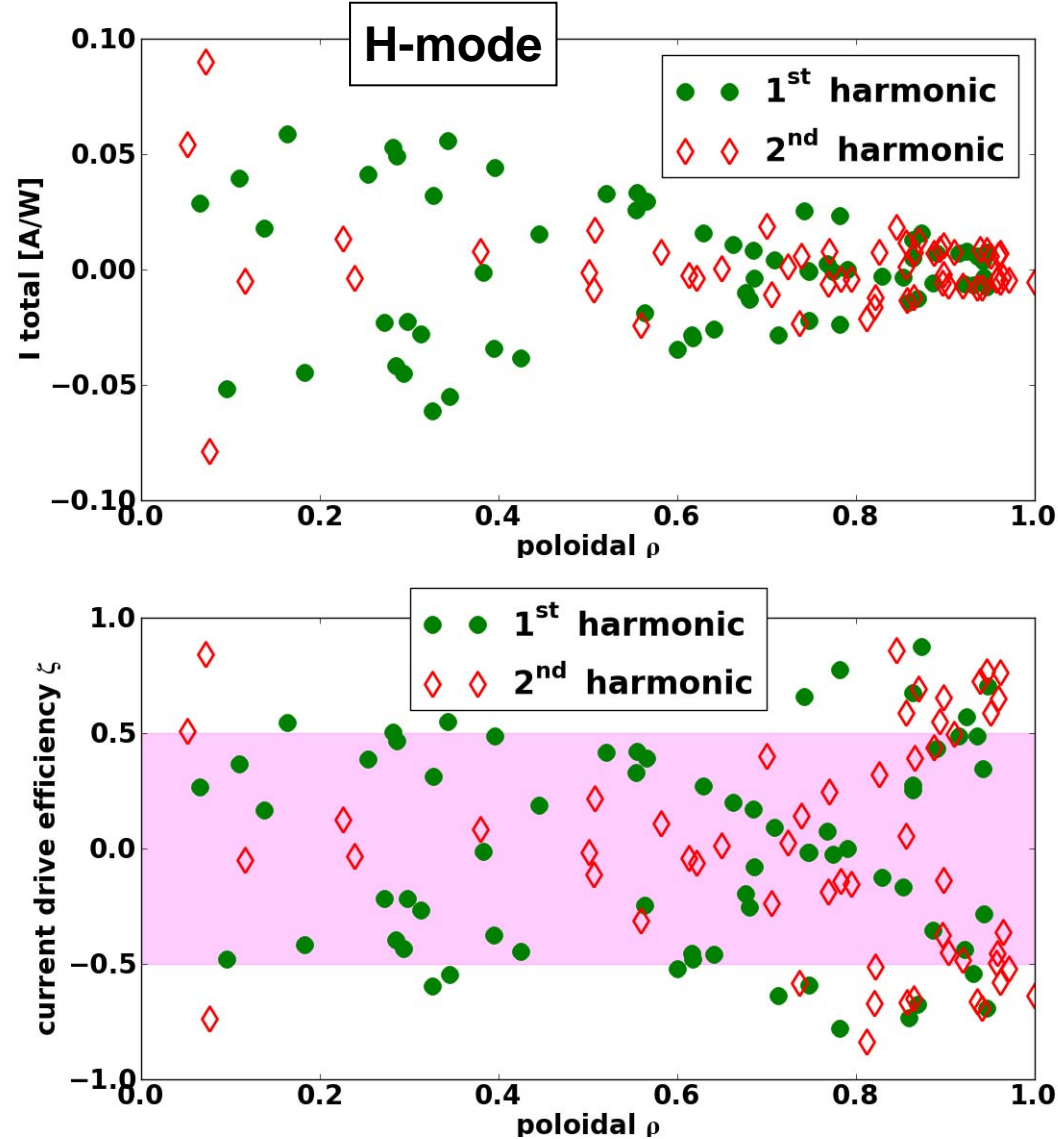 H-mode
1st harmonic
2nd harmonic
0.10
0.05
0.00
−0.05
−0.10
I total [A/W]
0.0 0.2 0.4 0.6 0.8 1.0
poloidal ρ
1st harmonic
2nd harmonic
1.0
0.5
0.0
−0.5
−1.0
current drive efficiency ζ
0.0 0.2 0.4 0.6 0.8 1.0
poloidal ρ